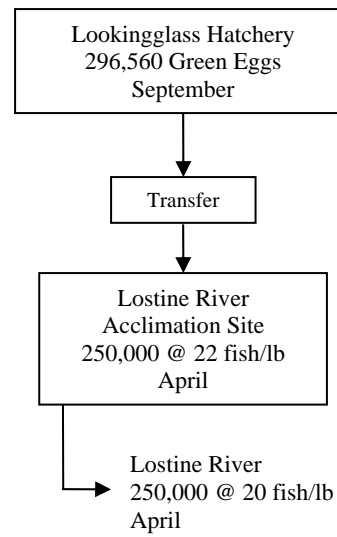 Lookingglass Hatchery
296,560 Green Eggs
September
Transfer
Lostine River
Acclimation Site
250,000 @ 22 fish/lb
April
Lostine River
250,000 @ 20 fish/lb
April